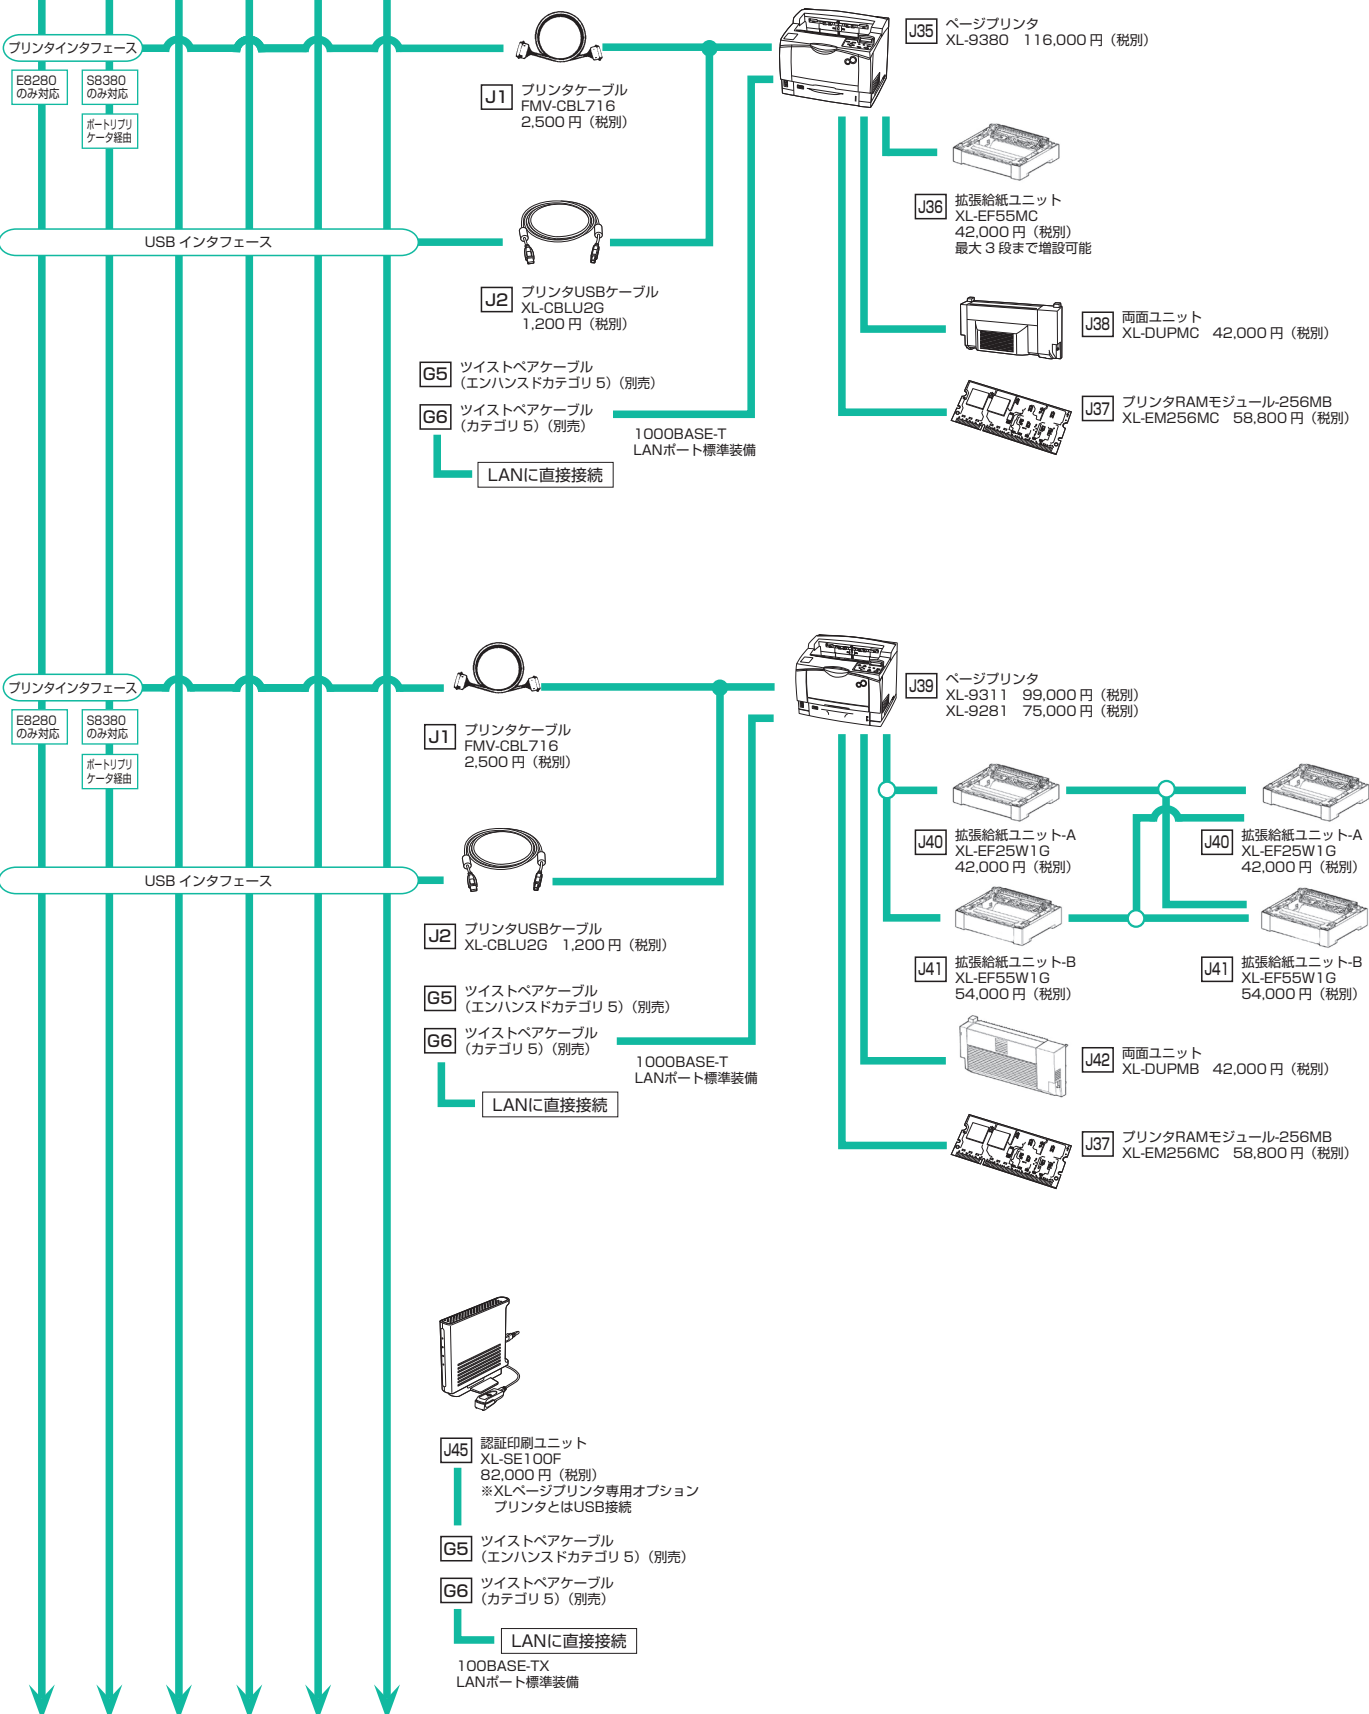 プリンタインタフェース
E8280
のみ対応
S8380
のみ対応
ポートリプリ
ケータ経由
J1
プリンタケーブル
FMV-CBL716
2,500 円（税別）
J35
ページプリンタ
XL-9380　116,000 円（税別）
J36
拡張給紙ユニット
XL-EF55MC
42,000 円（税別）
最大 3 段まで増設可能
USB インタフェース
J2
プリンタUSBケーブル
XL-CBLU2G
1,200 円（税別）
J38
両面ユニット
XL-DUPMC　42,000 円（税別）
G5
ツイストペアケーブル
（エンハンスドカテゴリ 5）（別売）
G6
ツイストペアケーブル
（カテゴリ 5）（別売）
1000BASE-T
LANポート標準装備
LANに直接接続
J37
プリンタRAMモジュール-256MB
XL-EM256MC　58,800 円（税別）
プリンタインタフェース
E8280
のみ対応
S8380
のみ対応
ポートリプリ
ケータ経由
J1
プリンタケーブル
FMV-CBL716
2,500 円（税別）
J39
ページプリンタ
XL-9311　99,000 円（税別）
XL-9281　75,000 円（税別）
J40
拡張給紙ユニット-A
XL-EF25W1G
42,000 円（税別）
J40
拡張給紙ユニット-A
XL-EF25W1G
42,000 円（税別）
USB インタフェース
J2
プリンタUSBケーブル
XL-CBLU2G　1,200 円（税別）
J41
拡張給紙ユニット-B
XL-EF55W1G
54,000 円（税別）
J41
拡張給紙ユニット-B
XL-EF55W1G
54,000 円（税別）
G5
ツイストペアケーブル
（エンハンスドカテゴリ 5）（別売）
G6
ツイストペアケーブル
（カテゴリ 5）（別売）
1000BASE-T
LANポート標準装備
LANに直接接続
J42
両面ユニット
XL-DUPMB　42,000 円（税別）
J37
プリンタRAMモジュール-256MB
XL-EM256MC　58,800 円（税別）
J45
認証印刷ユニット
XL-SE100F
82,000 円（税別）
※XLページプリンタ専用オプション
プリンタとはUSB接続
G5
ツイストペアケーブル
（エンハンスドカテゴリ 5）（別売）
G6
ツイストペアケーブル
（カテゴリ 5）（別売）
LANに直接接続
100BASE-TX
LANポート標準装備